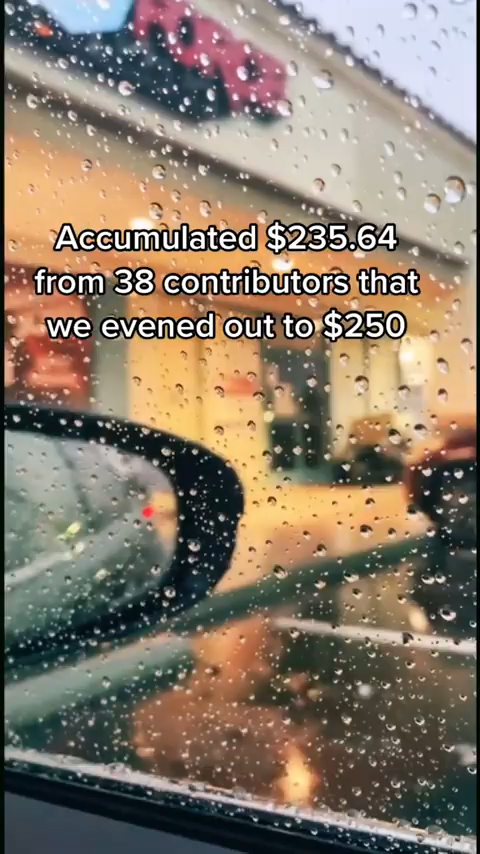 Accumulated $235.64
from 38 contributors that
we evened out to $250